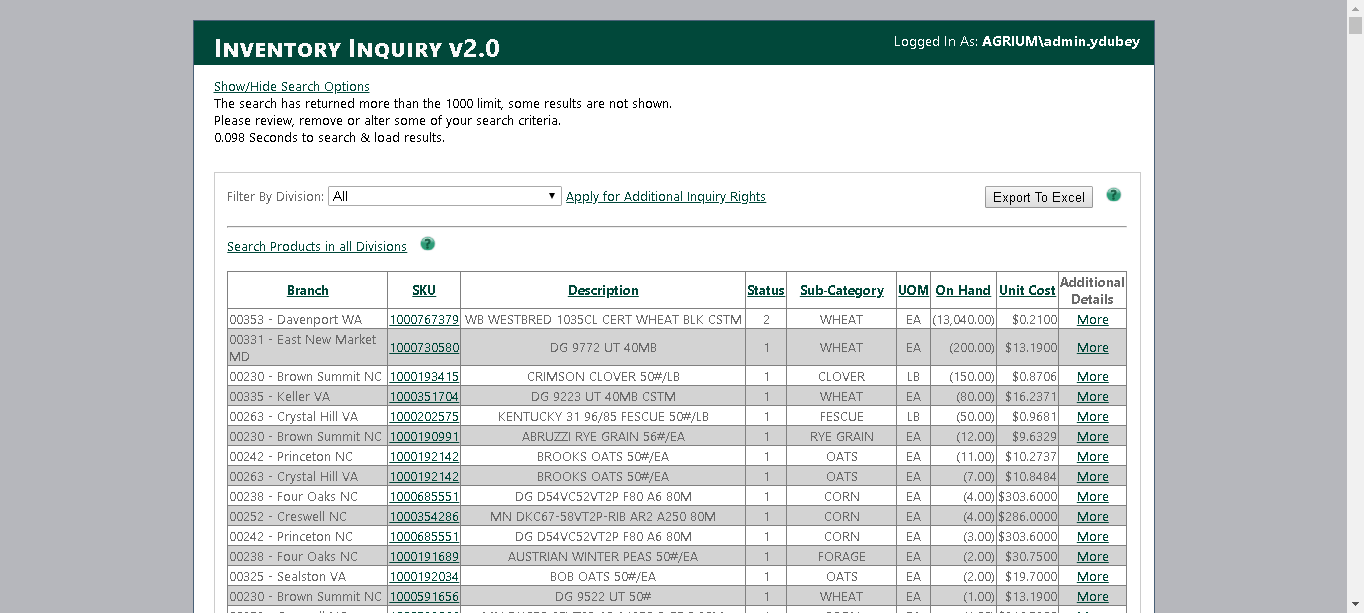 Inventory Inquiry v2.0
Logged In As: AGRIUM\admin.ydubey
Show/Hide Search Options
The search has returned more than the 1000 limit, some results are not shown.
Please review, remove or alter some of your search criteria.
0.098 Seconds to search & load results.
Filter By Division: All Apply for Additional Inquiry Rights Export To Excel ?
Search Products in all Divisions ?
Branch SKU Description Status Sub-Category UOM On Hand Unit Cost Additional Details
00353 - Davenport WA 1000767379 WB WESTBRED 1035CL CERT WHEAT BLK CSTM 2 WHEAT EA (13,040.00) $0.2100 More
00331 - East New Market MD 1000730580 DG 9772 UT 40MB 1 WHEAT EA (200.00) $13.1900 More
00230 - Brown Summit NC 1000193415 CRIMSON CLOVER 50#/LB 1 CLOVER LB (150.00) $0.8706 More
00335 - Keller VA 1000351704 DG 9223 UT 40MB CSTM 1 WHEAT EA (80.00) $16.2371 More
00263 - Crystal Hill VA 1000202575 KENTUCKY 31 96/85 FESCUE 50#/LB 1 FESCUE LB (50.00) $0.9681 More
00230 - Brown Summit NC 1000190991 ABRUZZI RYE GRAIN 56#/EA 1 RYE GRAIN EA (12.00) $9.6329 More
00242 - Princeton NC 1000192142 BROOKS OATS 50#/EA 1 OATS EA (11.00) $10.2737 More
00263 - Crystal Hill VA 1000192142 BROOKS OATS 50#/EA 1 OATS EA (7.00) $10.8484 More
00238 - Four Oaks NC 1000685551 DG D54VC52VT2P F80 A6 80M 1 CORN EA (4.00) $303.6000 More
00252 - Creswell NC 1000354286 MN DKC67-58VT2P-RIB AR2 A250 80M 1 CORN EA (4.00) $286.0000 More
00242 - Princeton NC 1000685551 DG D54VC52VT2P F80 A6 80M 1 CORN EA (3.00) $303.6000 More
00238 - Four Oaks NC 1000191689 AUSTRIAN WINTER PEAS 50#/EA 1 FORAGE EA (2.00) $30.7500 More
00325 - Sealston VA 1000192034 BOB OATS 50#/EA 1 OATS EA (2.00) $19.7000 More
00230 - Brown Summit NC 1000591656 DG 9522 UT 50# 1 WHEAT EA (1.00) $13.1900 More